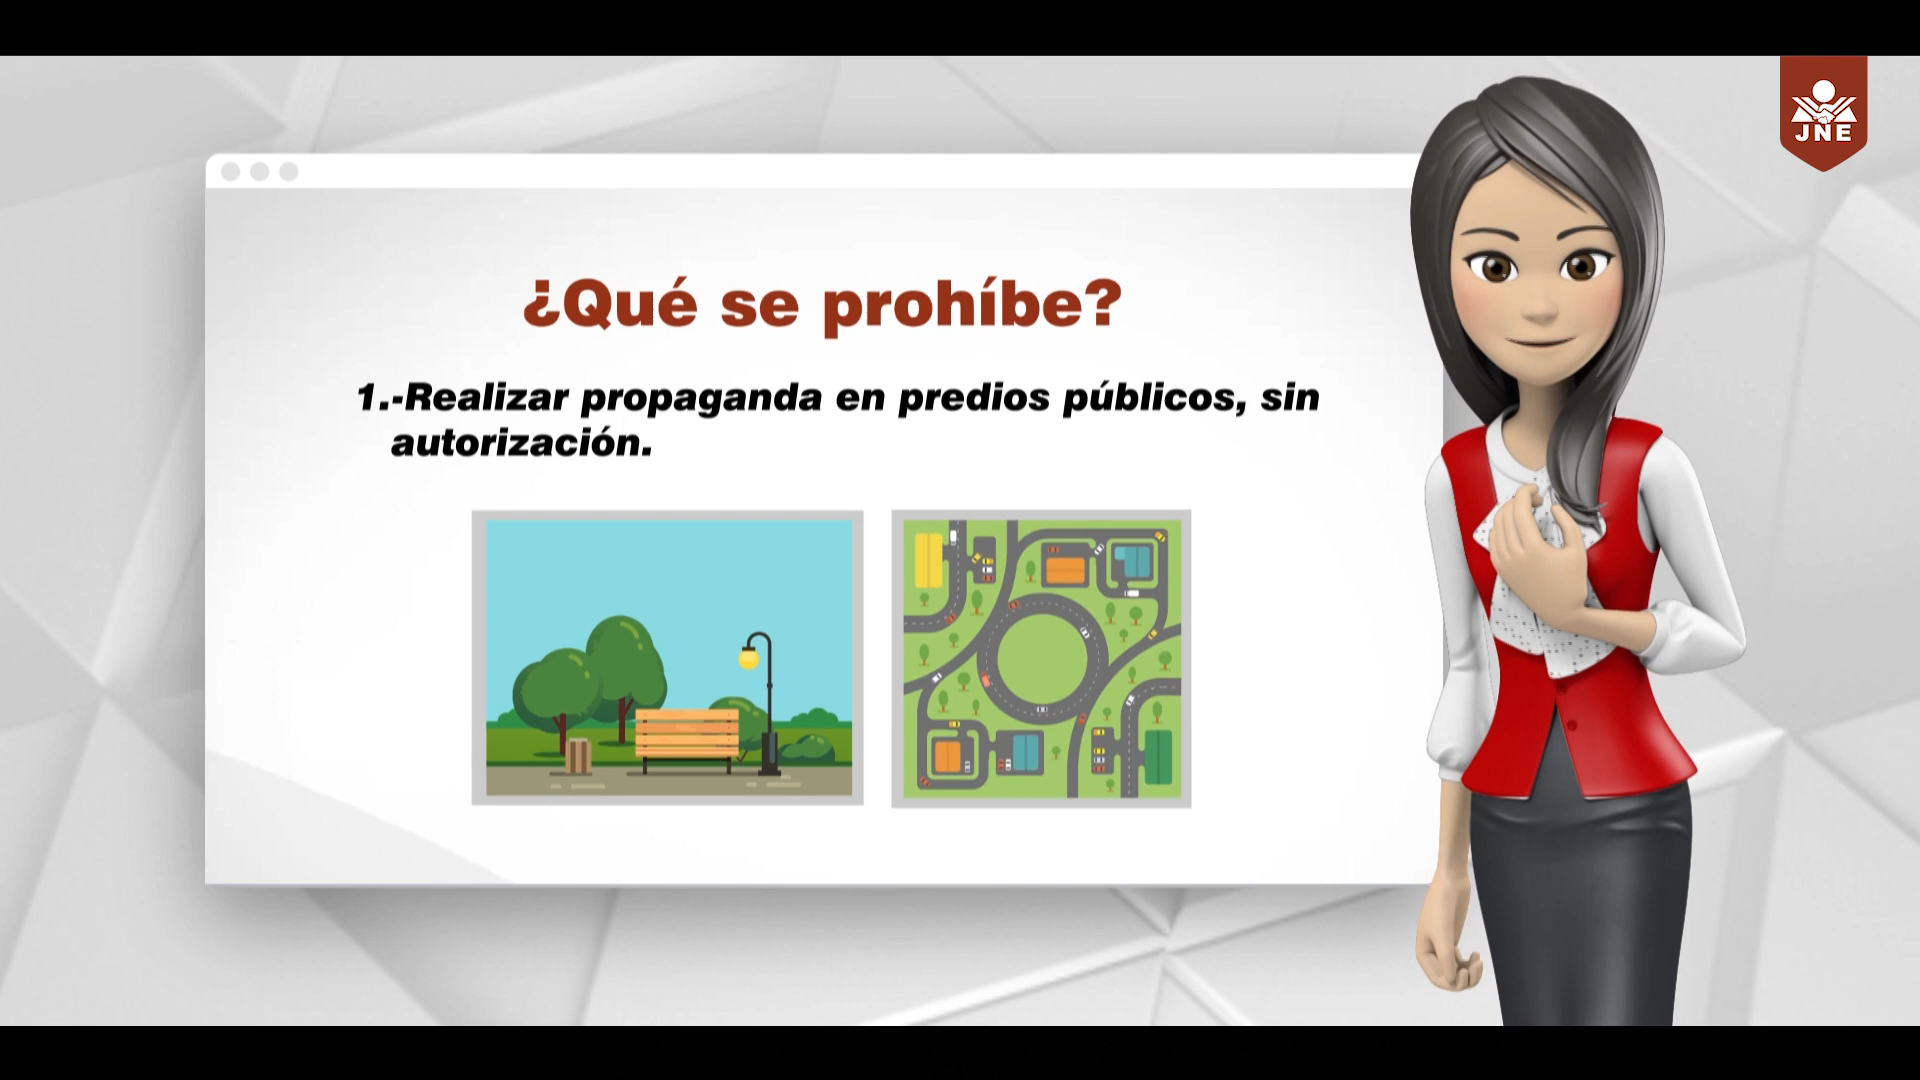 JNE
¿Qué se prohíbe?
1.-Realizar propaganda en predios públicos, sin
autorización.